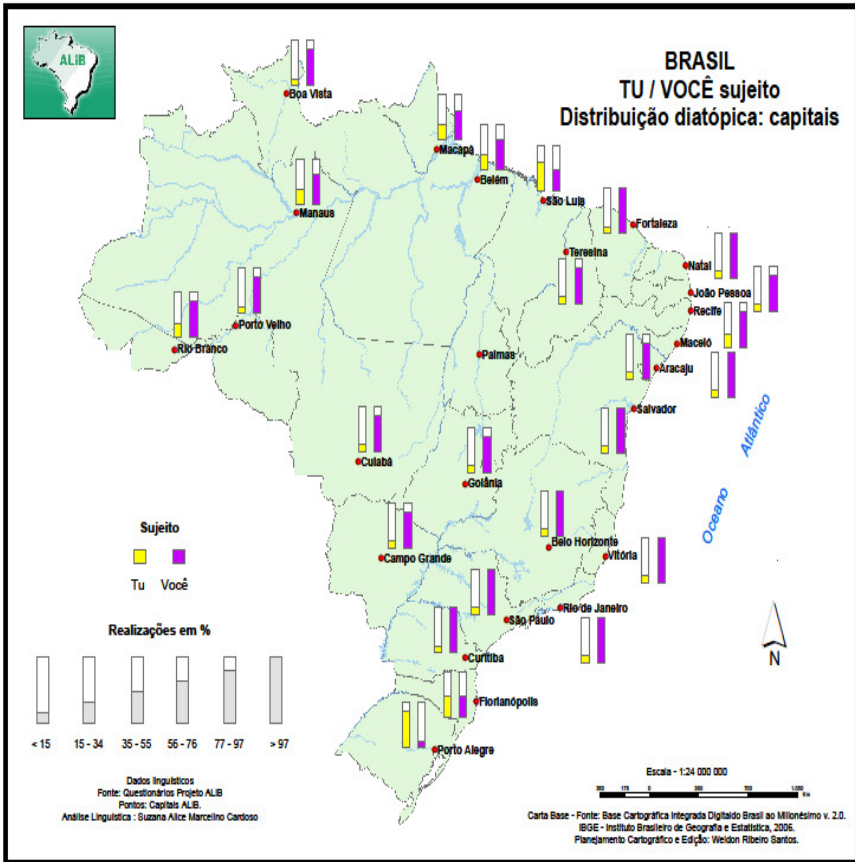 ALiB
BRASIL
TU / VOCÊ sujeito
Distribuição diatópica: capitais
Boa Vista
Macapá
Belém
São Luis
Manaus
Fortaleza
Teresina
Natal
João Pessoa
Recife
Porto Velho
Rio Branco
Palmas
Maceió
Aracaju
Salvador
Cuiabá
Goiânia
Oceano Atlântico
Belo Horizonte
Vitória
Campo Grande
Sujeito
Tu Você
São Paulo
Rio de Janeiro
Curitiba
Florianópolis
Porto Alegre
N
Realizações em %
< 15 15 - 34 35 - 55 56 - 76 77 - 97 > 97
Dados linguísticos
Fonte: Questionários Projeto ALiB
Pontos: Capitais ALiB.
Análise Linguística : Suzana Alice Marcelino Cardoso
Escala - 1:24 000 000
Carta Base - Fonte: Base Cartográfica Integrada Digitaldo Brasil ao Milionésimo v. 2.0.
IBGE - Instituto Brasileiro de Geografia e Estatística, 2006.
Planejamento Cartográfico e Edição: Weldon Ribeiro Santos.